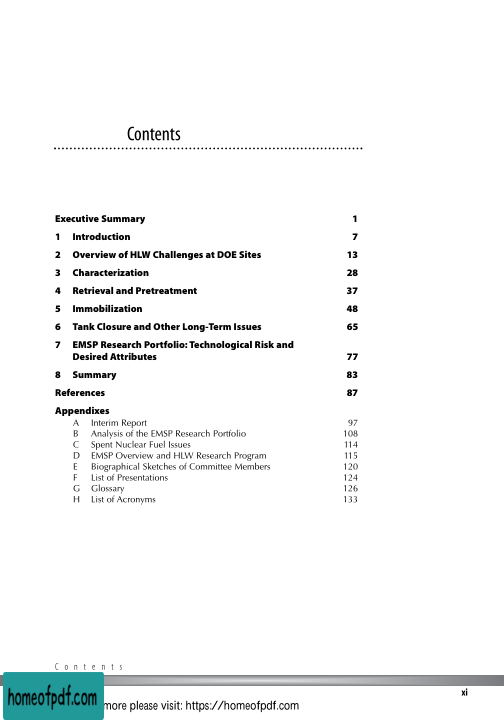 Contents
Executive Summary 1
1 Introduction 7
2 Overview of HLW Challenges at DOE Sites 13
3 Characterization 28
4 Retrieval and Pretreatment 37
5 Immobilization 48
6 Tank Closure and Other Long-Term Issues 65
7 EMSP Research Portfolio: Technological Risk and
Desired Attributes 77
8 Summary 83
References 87
Appendixes
A Interim Report 97
B Analysis of the EMSP Research Portfolio 108
C Spent Nuclear Fuel Issues 114
D EMSP Overview and HLW Research Program 115
E Biographical Sketches of Committee Members 120
F List of Presentations 124
G Glossary 126
H List of Acronyms 133
Contents
xi
homeofpdf.com
more please visit: https://homeofpdf.com